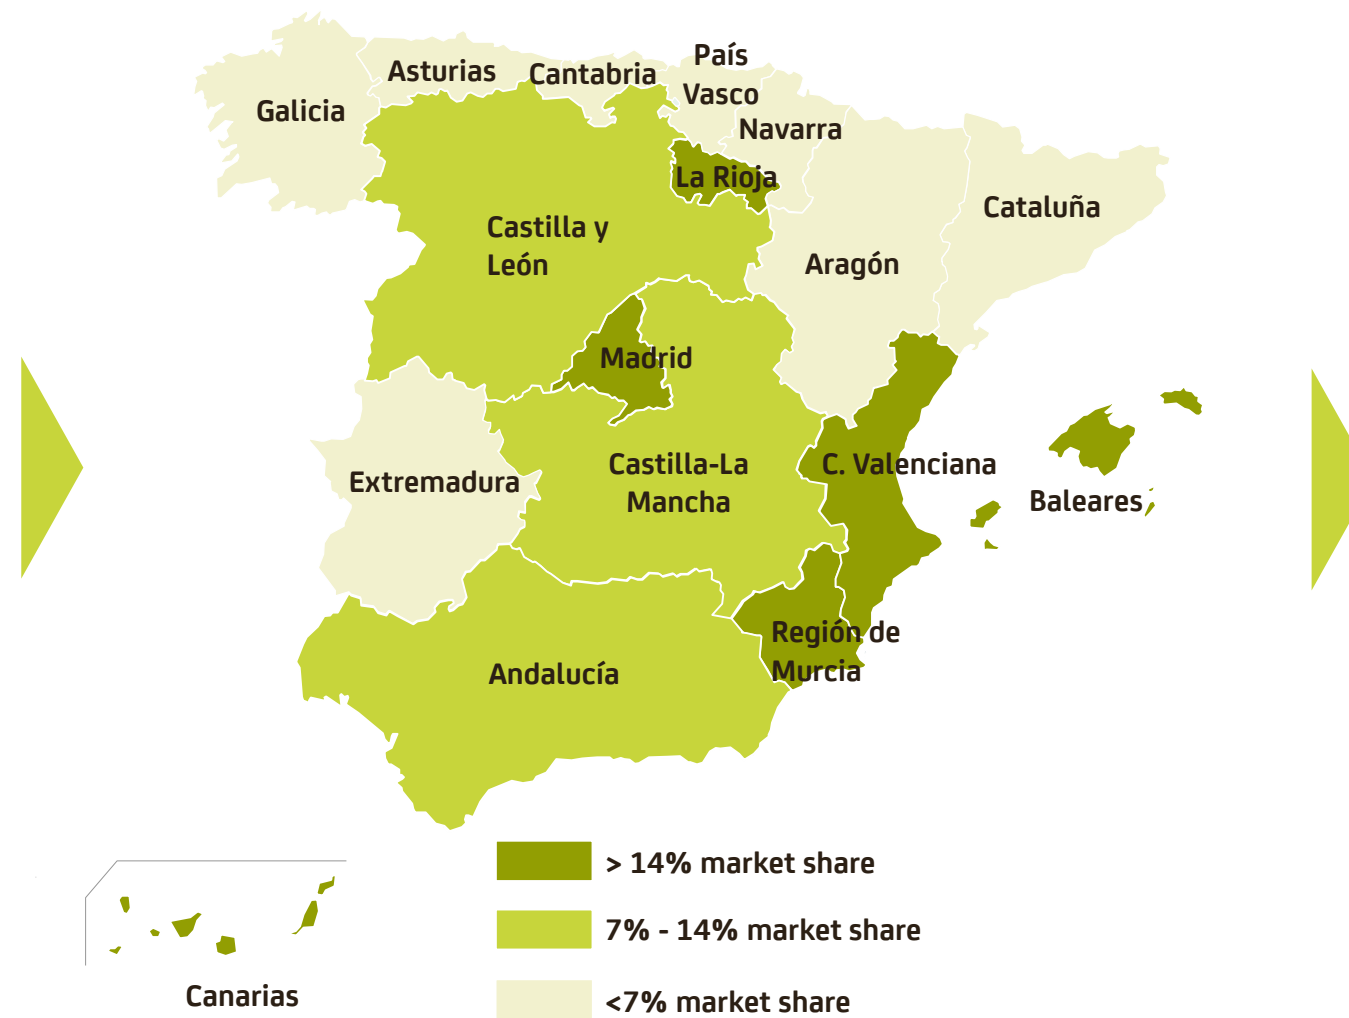 País
Vasco
Asturias
Cantabria
Galicia
Navarra
La Rioja
Cataluña
Castilla y
León
Aragón
Madrid
C. Valenciana
Castilla-La
Mancha
Extremadura
Baleares
Región de
Murcia
Andalucía
> 14% market share
7% - 14% market share
Canarias
<7% market share